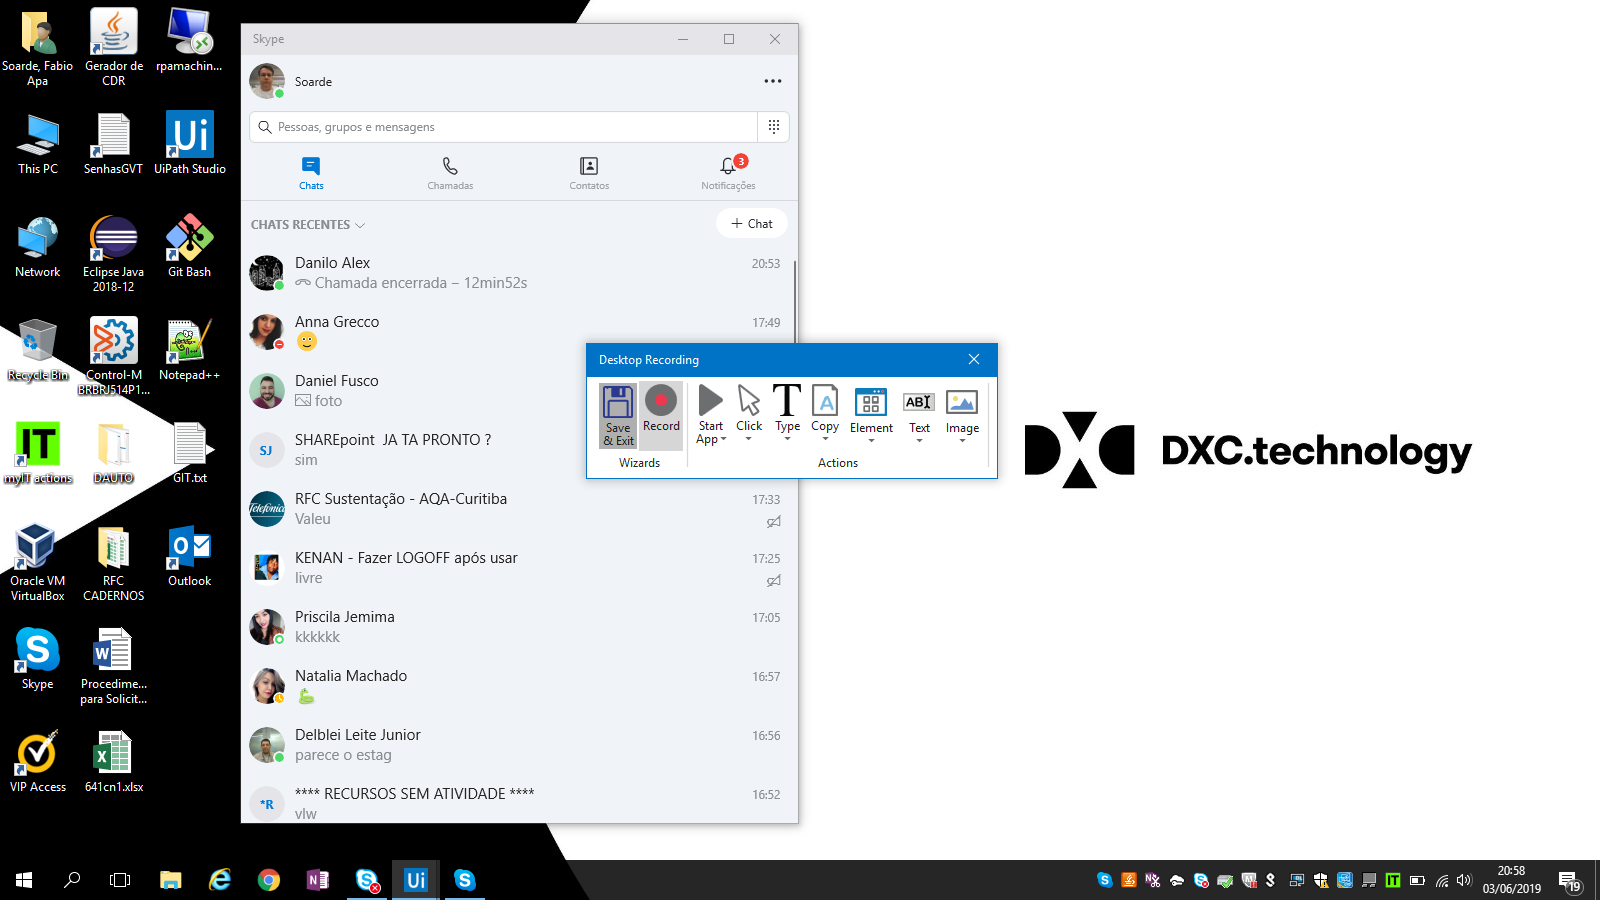 Soarde, Fabio
Apa
Gerador de
CDR
rpamachin...
This PC
SenhasGVT
UiPath Studio
Ui
Network
Eclipse Java
2018-12
Git Bash
Recycle Bin
Control-M
BRBRJ514P1...
Notepad++
IT
myIT actions
DAUTO
GIT.txt
Oracle VM
VirtualBox
RFC
CADERNOS
Outlook
Skype
Procedime...
para Solicit...
VIP Access
641cn1.xlsx
Skype
Soarde
Pessoas, grupos e mensagens
Chats
Chamadas
Contatos
3
Notificações
CHATS RECENTES
+ Chat
Danilo Alex
20:53
Chamada encerrada – 12min52s
Anna Grecco
17:49
Daniel Fusco
foto
SJ
SHAREpoint JA TA PRONTO ?
sim
Telefónica
RFC Sustentação - AQA-Curitiba
17:33
Valeu
KENAN - Fazer LOGOFF após usar
17:25
livre
Priscila Jemima
17:05
kkkkkk
Natalia Machado
16:57
Delblei Leite Junior
16:56
parece o estag
*R
**** RECURSOS SEM ATIVIDADE ****
16:52
vlw
Desktop Recording
Save
& Exit
Record
Start
App
Click
Type
Copy
Element
Text
Image
Wizards
Actions
DXC.technology
Ui
IT
20:58
03/06/2019
19